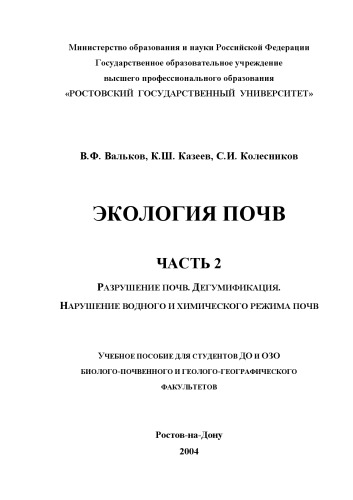 Министерство образования и науки Российской Федерации
Государственное образовательное учреждение
высшего профессионального образования
«РОСТОВСКИЙ ГОСУДАРСТВЕННЫЙ УНИВЕРСИТЕТ»
В.Ф. Вальков, К.Ш. Казеев, С.И. Колесников
ЭКОЛОГИЯ ПОЧВ
ЧАСТЬ 2
РАЗРУШЕНИЕ ПОЧВ. ДЕГУМИФИКАЦИЯ.
НАРУШЕНИЕ ВОДНОГО И ХИМИЧЕСКОГО РЕЖИМА ПОЧВ
УЧЕБНОЕ ПОСОБИЕ ДЛЯ СТУДЕНТОВ ДО И ОЗО
БИОЛОГО-ПОЧВЕННОГО И ГЕОЛОГО-ГЕОГРАФИЧЕСКОГО
ФАКУЛЬТЕТОВ
Ростов-на-Дону
2004